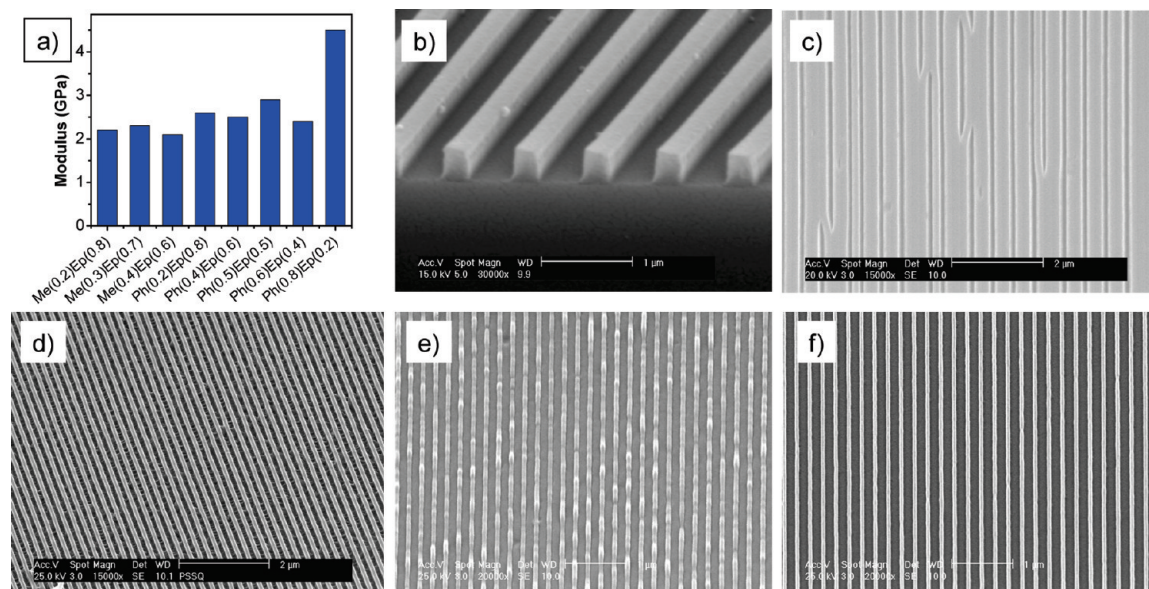 a)
Modulus (GPa)
4
3
2
1
0
Me(0.2)Ep(0.8)
Me(0.3)Ep(0.7)
Me(0.4)Ep(0.6)
Ph(0.2)Ep(0.8)
Ph(0.4)Ep(0.6)
Ph(0.5)Ep(0.5)
Ph(0.6)Ep(0.4)
Ph(0.8)Ep(0.2)
b)
Acc.V Spot Magn WD
15.0 kV 5.0 30000x 9.9
1 μm
c)
Acc.V Spot Magn Det WD
20.0 kV 3.0 15000x SE 10.0
2 μm
d)
Acc.V Spot Magn Det WD
25.0 kV 3.0 15000x SE 10.1 PSSQ
2 μm
e)
Acc.V Spot Magn Det WD
25.0 kV 3.0 20000x SE 10.0
μm
f)
Acc.V Spot Magn Det WD
25.0 kV 3.0 20000x SE 10.0
1 μm